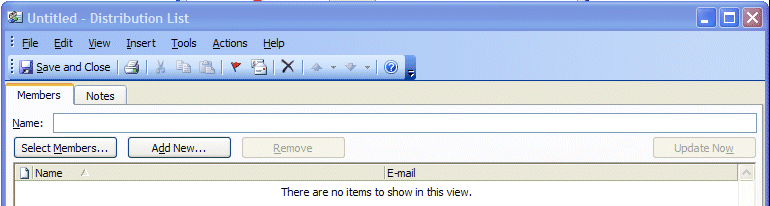 Untitled - Distribution List
File Edit View Insert Tools Actions Help
Save and Close
Members Notes
Name:
Select Members... Add New... Remove Update Now
Name E-mail
There are no items to show in this view.